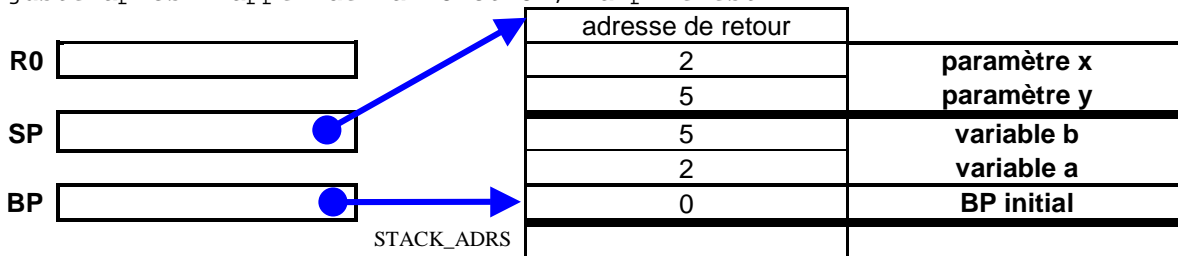 adresse de retour
R0 2 paramètre x
5 paramètre y
SP 5 variable b
2 variable a
BP 0 BP initial
STACK_ADRS